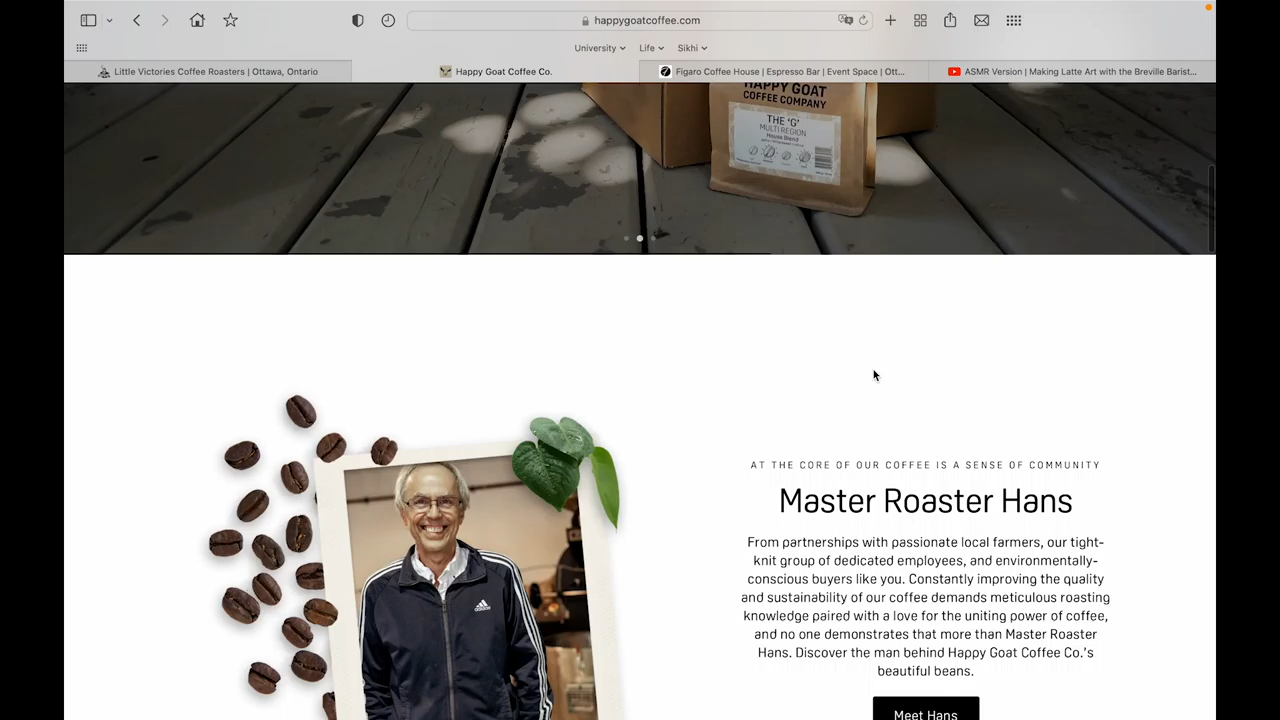 happygoatcoffee.com
University Life Sikhi
Little Victories Coffee Roasters | Ottawa, Ontario
Happy Goat Coffee Co.
Figaro Coffee House | Espresso Bar | Event Space | Ott...
ASMR Version | Making Latte Art with the Breville Barist...
HAPPY GOAT
COFFEE COMPANY
THE 'G'
MULTI REGION
House Blend
AT THE CORE OF OUR COFFEE IS A SENSE OF COMMUNITY
Master Roaster Hans
From partnerships with passionate local farmers, our tight-
knit group of dedicated employees, and environmentally-
conscious buyers like you. Constantly improving the quality
and sustainability of our coffee demands meticulous roasting
knowledge paired with a love for the uniting power of coffee,
and no one demonstrates that more than Master Roaster
Hans. Discover the man behind Happy Goat Coffee Co.'s
beautiful beans.
adidas
Meet Hans